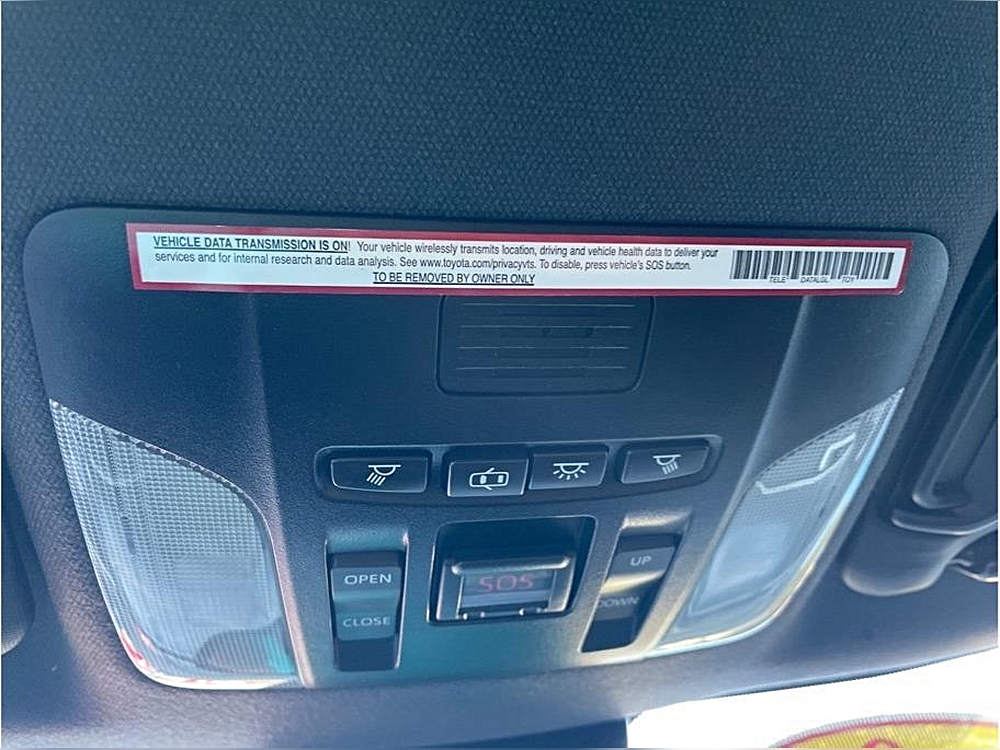 VEHICLE DATA TRANSMISSION IS ON! Your vehicle wirelessly transmits location, driving and vehicle health data to deliver your
services and for internal research and data analysis. See www.toyota.com/privacyvts. To disable, press vehicle's SOS button.
TO BE REMOVED BY OWNER ONLY
TELE DATALGL TOY
OPEN
CLOSE
SOS
UP
DOWN